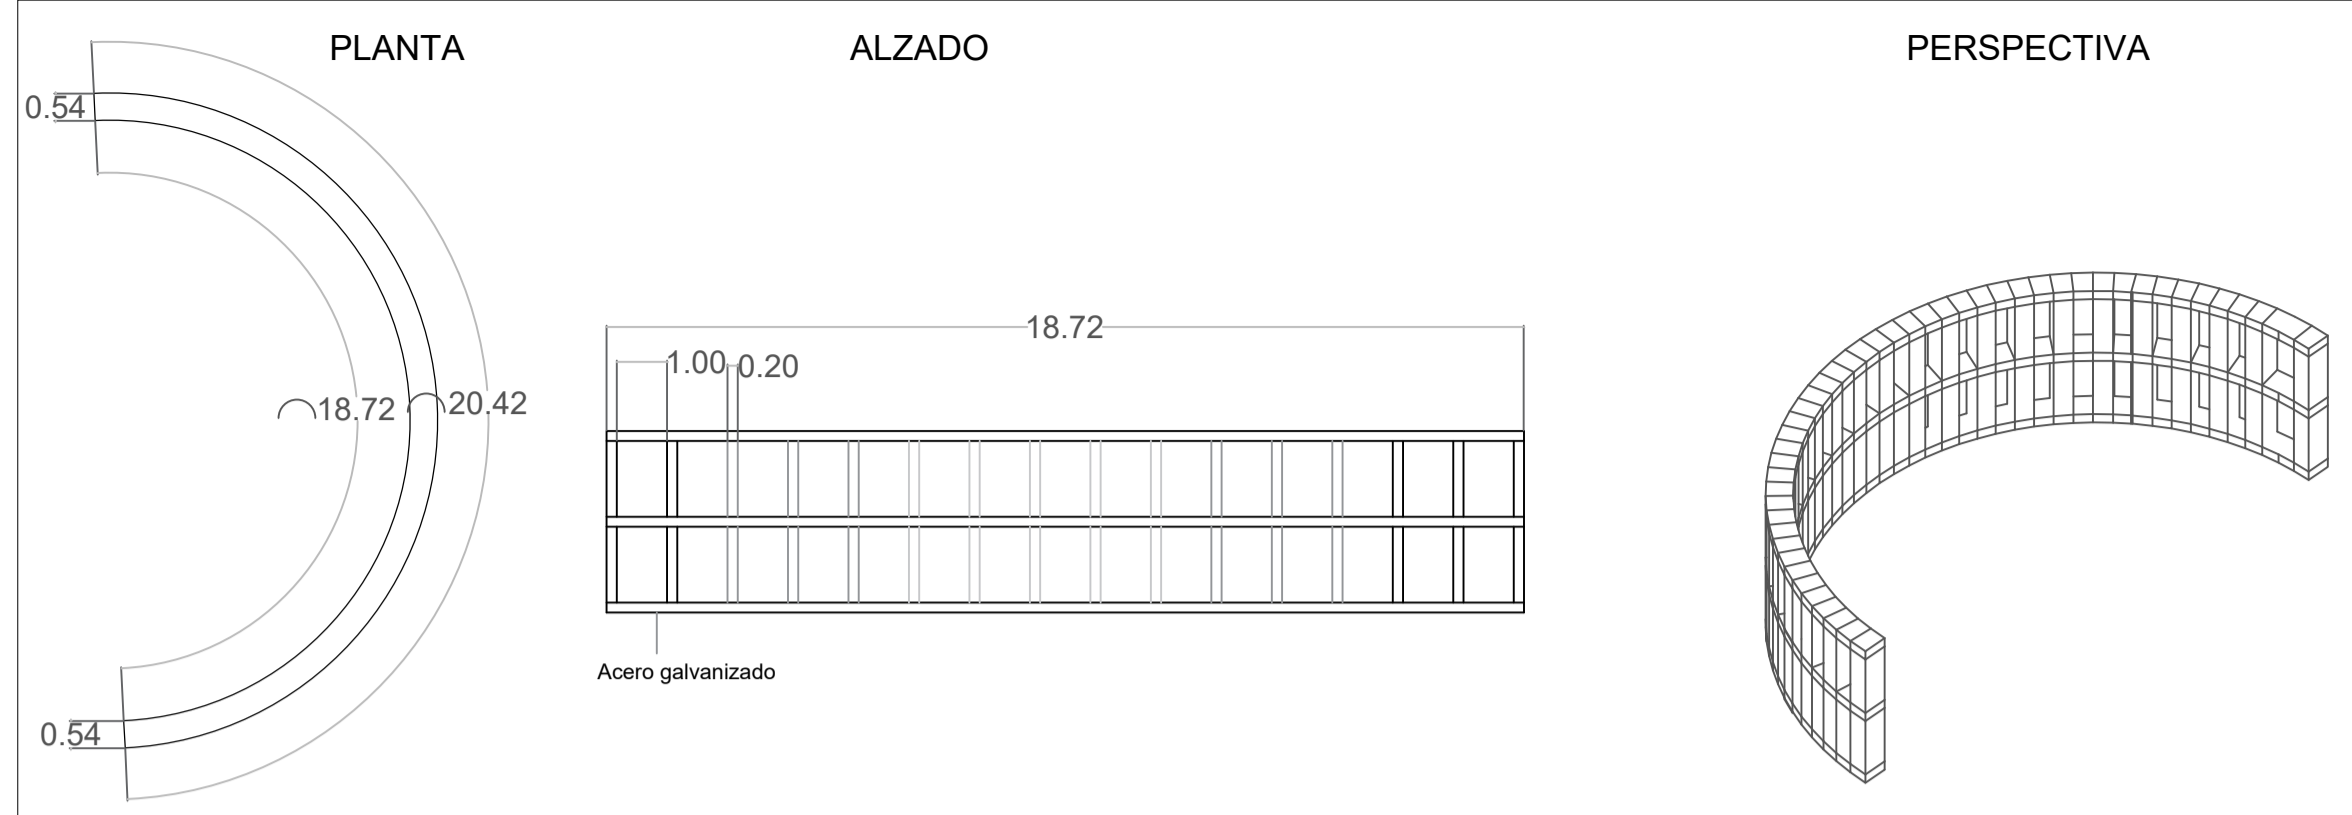 PLANTA
ALZADO
PERSPECTIVA
0.54
18.72
20.42
0.54
18.72
1.00
0.20
Acero galvanizado